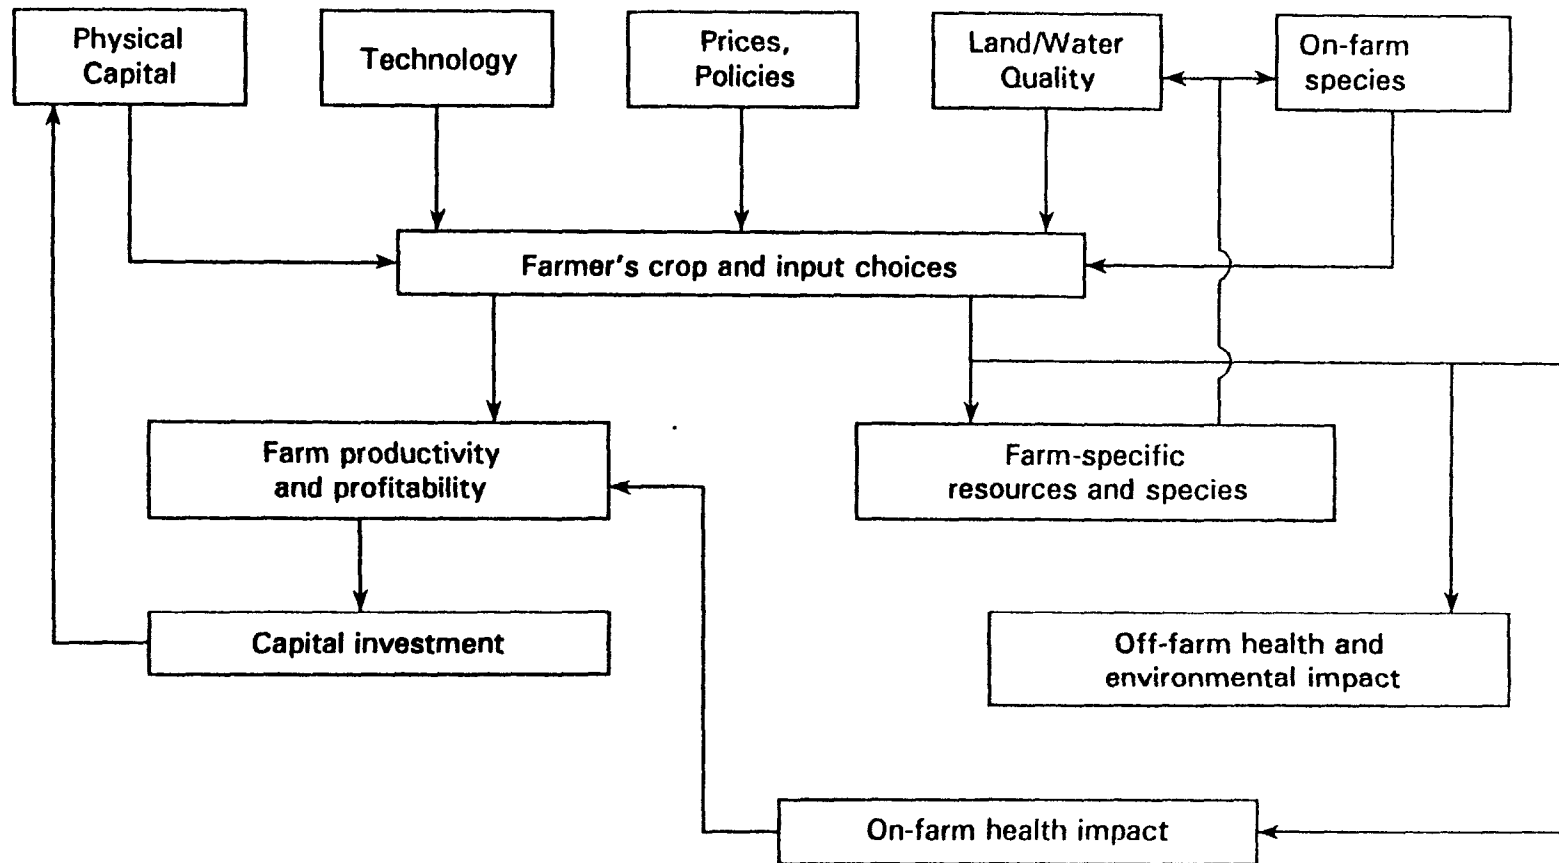 Physical
Capital
Technology
Prices,
Policies
Land/Water
Quality
On-farm
species
Farmer's crop and input choices
Farm productivity
and profitability
Farm-specific
resources and species
Capital investment
Off-farm health and
environmental impact
On-farm health impact